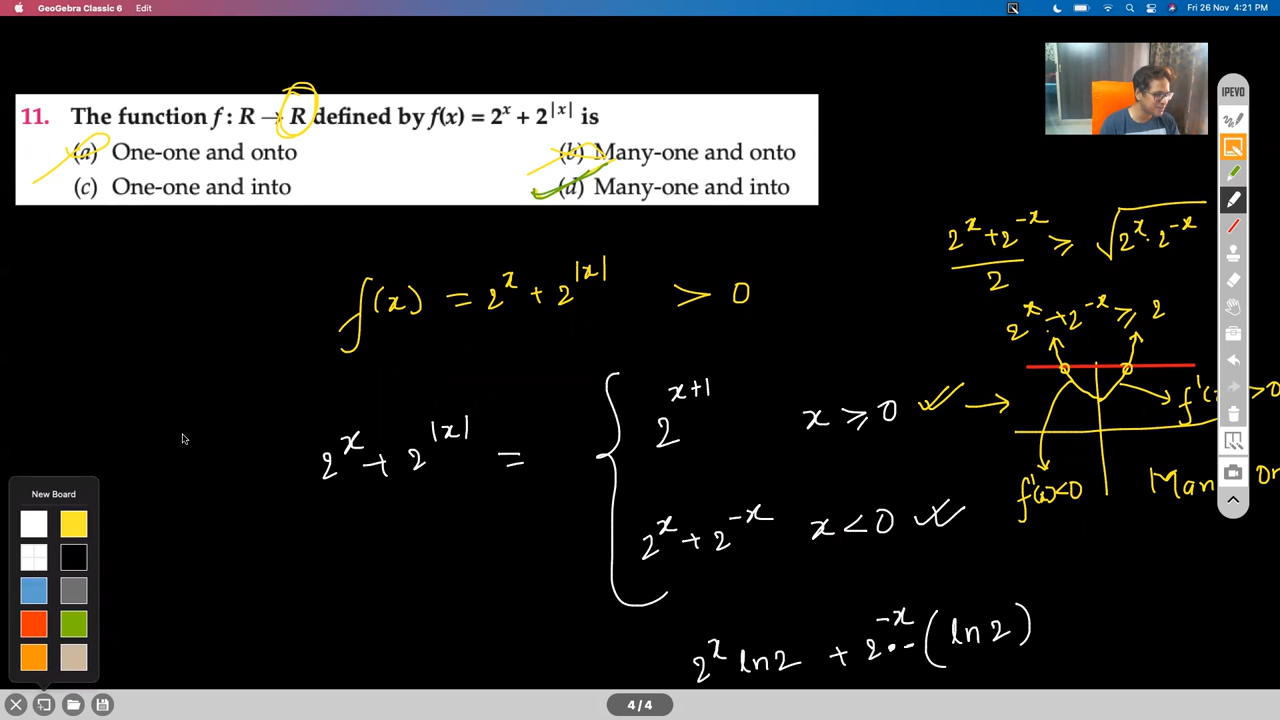 GeoGebra Classic 6 Edit
Fri 26 Nov 4:21 PM
IPEVO
11. The function f : R → R defined by f(x) = 2^x + 2^|x| is
(a) One-one and onto
(b) Many-one and onto
(c) One-one and into
(d) Many-one and into
f(x) = 2^x + 2^|x| > 0
(2^x + 2^-x)/2 ≥ √(2^x · 2^-x)
2^x + 2^-x ≥ 2
2^x + 2^|x| = {
2^(x+1) x ≥ 0 ✓ →
2^x + 2^-x x < 0 ✓
> 0
f'(x) < 0
2^x ln2 + 2^-x · - (ln2)
New Board
4/4